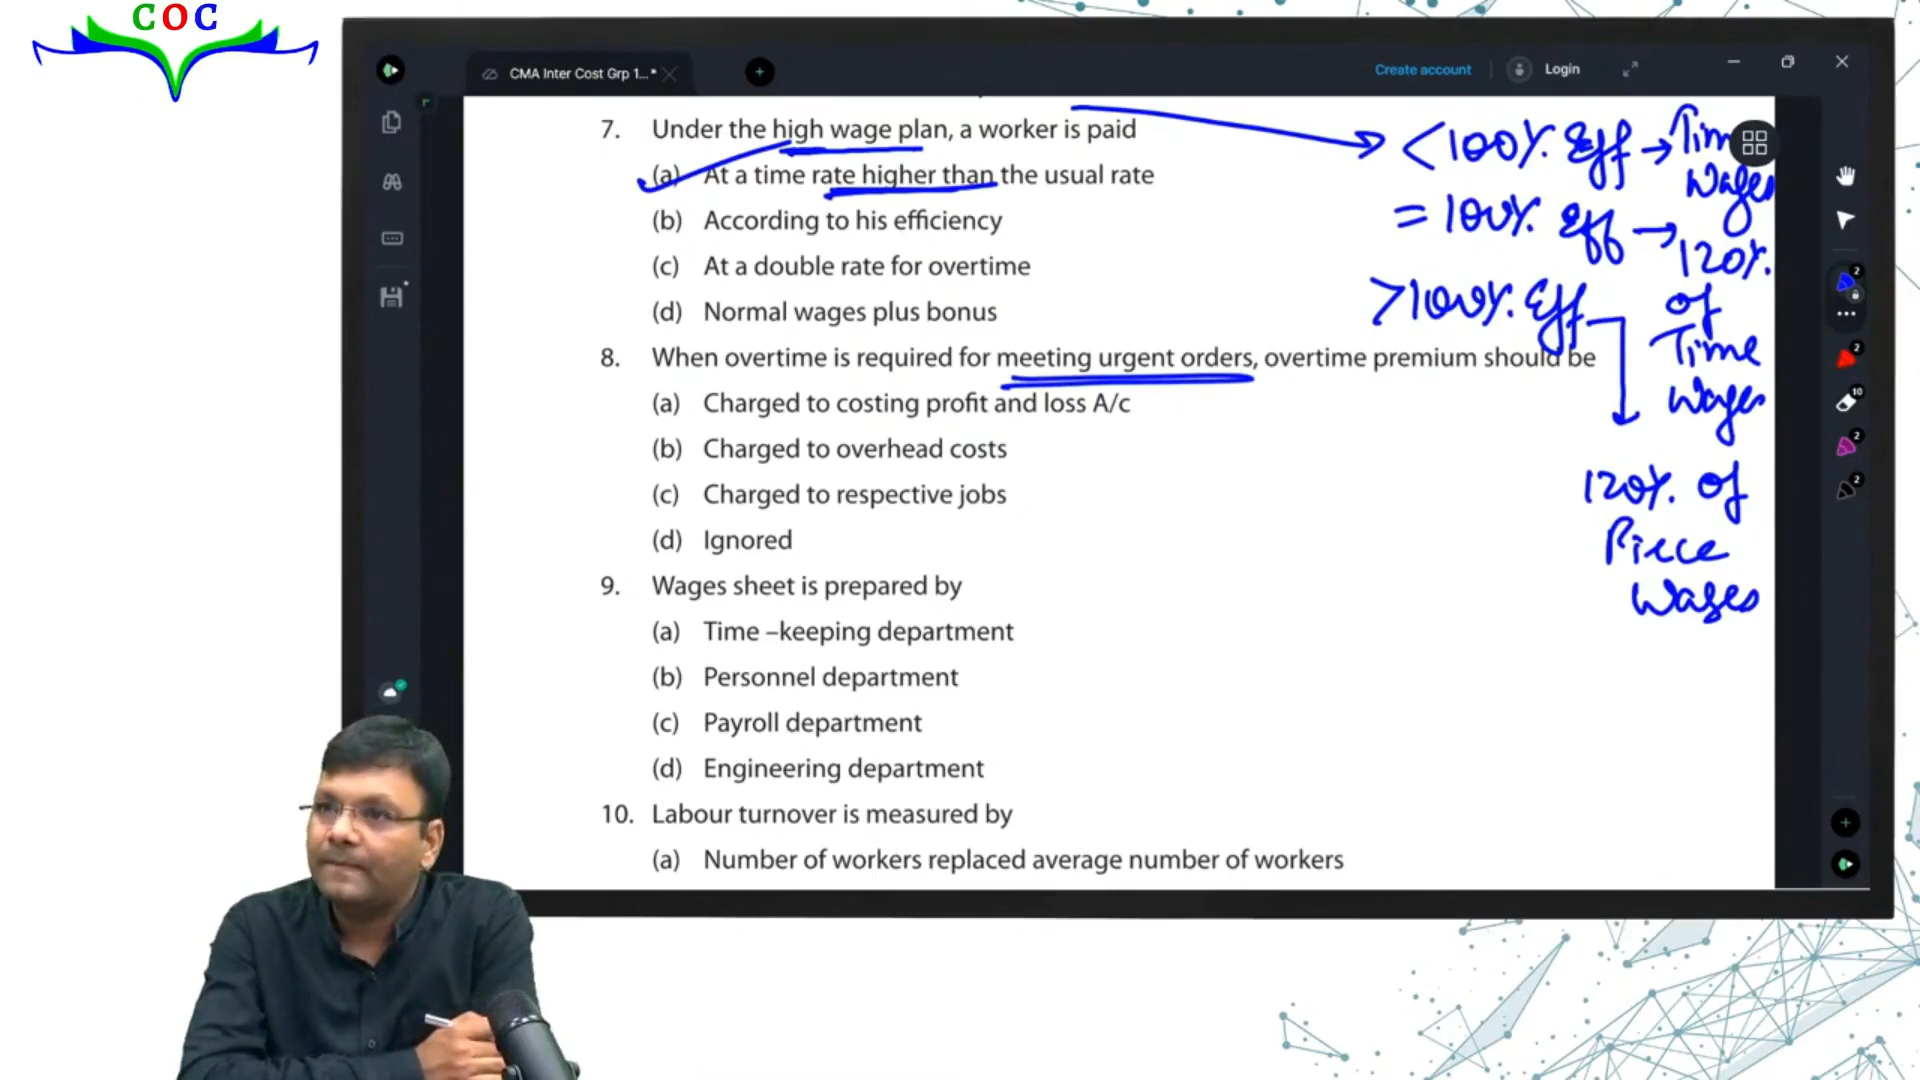 COC
CMA Inter Cost Grp 1...*
Create account
Login
7. Under the high wage plan, a worker is paid
(a) At a time rate higher than the usual rate
(b) According to his efficiency
(c) At a double rate for overtime
(d) Normal wages plus bonus
8. When overtime is required for meeting urgent orders, overtime premium should be
(a) Charged to costing profit and loss A/c
(b) Charged to overhead costs
(c) Charged to respective jobs
(d) Ignored
9. Wages sheet is prepared by
(a) Time –keeping department
(b) Personnel department
(c) Payroll department
(d) Engineering department
10. Labour turnover is measured by
(a) Number of workers replaced average number of workers
<100%. Eff → Time
Wages
= 100%. Eff → 120%.
of
Time
Wages
>100%. Eff
120%. of
Piece
Wages
2
2
10
2
2